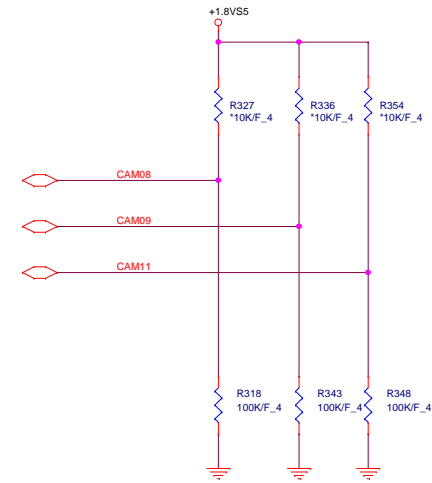 +1.8VS5
R327
*10K/F_4
R336
*10K/F_4
R354
*10K/F_4
CAM08
CAM09
CAM11
R318
100K/F_4
R343
100K/F_4
R348
100K/F_4